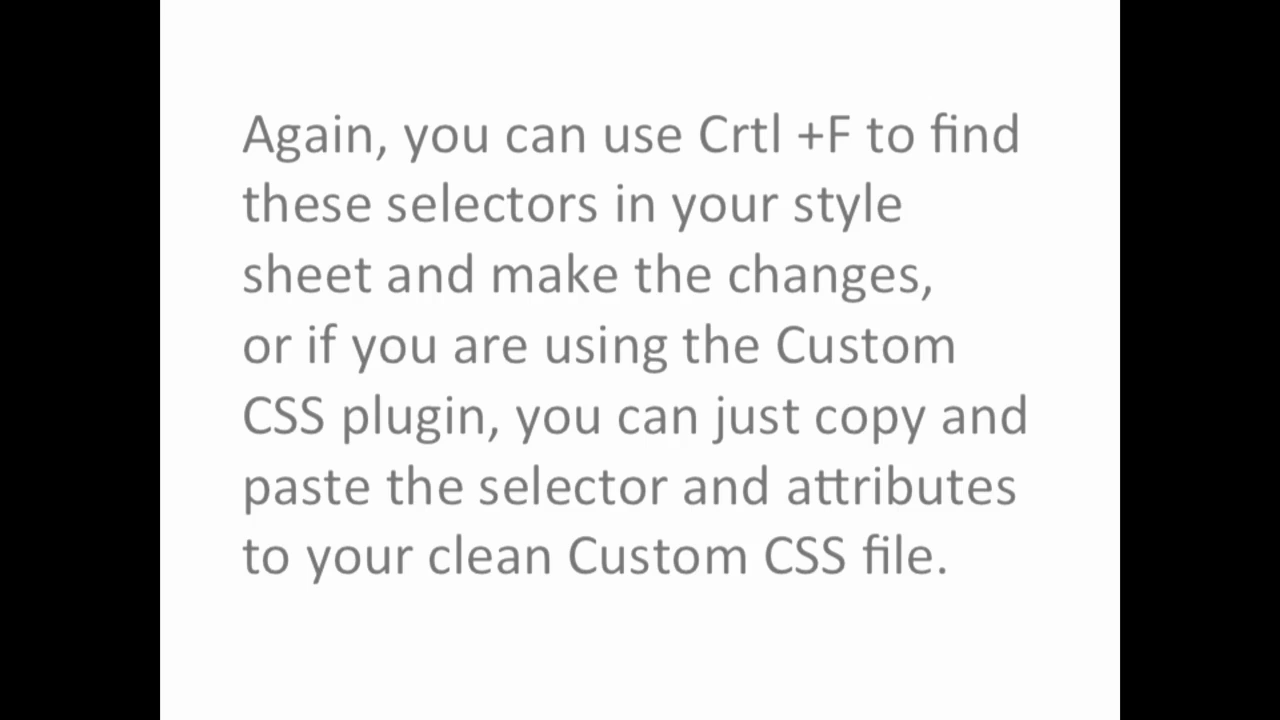 Again, you can use Crtl +F to find
these selectors in your style
sheet and make the changes,
or if you are using the Custom
CSS plugin, you can just copy and
paste the selector and attributes
to your clean Custom CSS file.